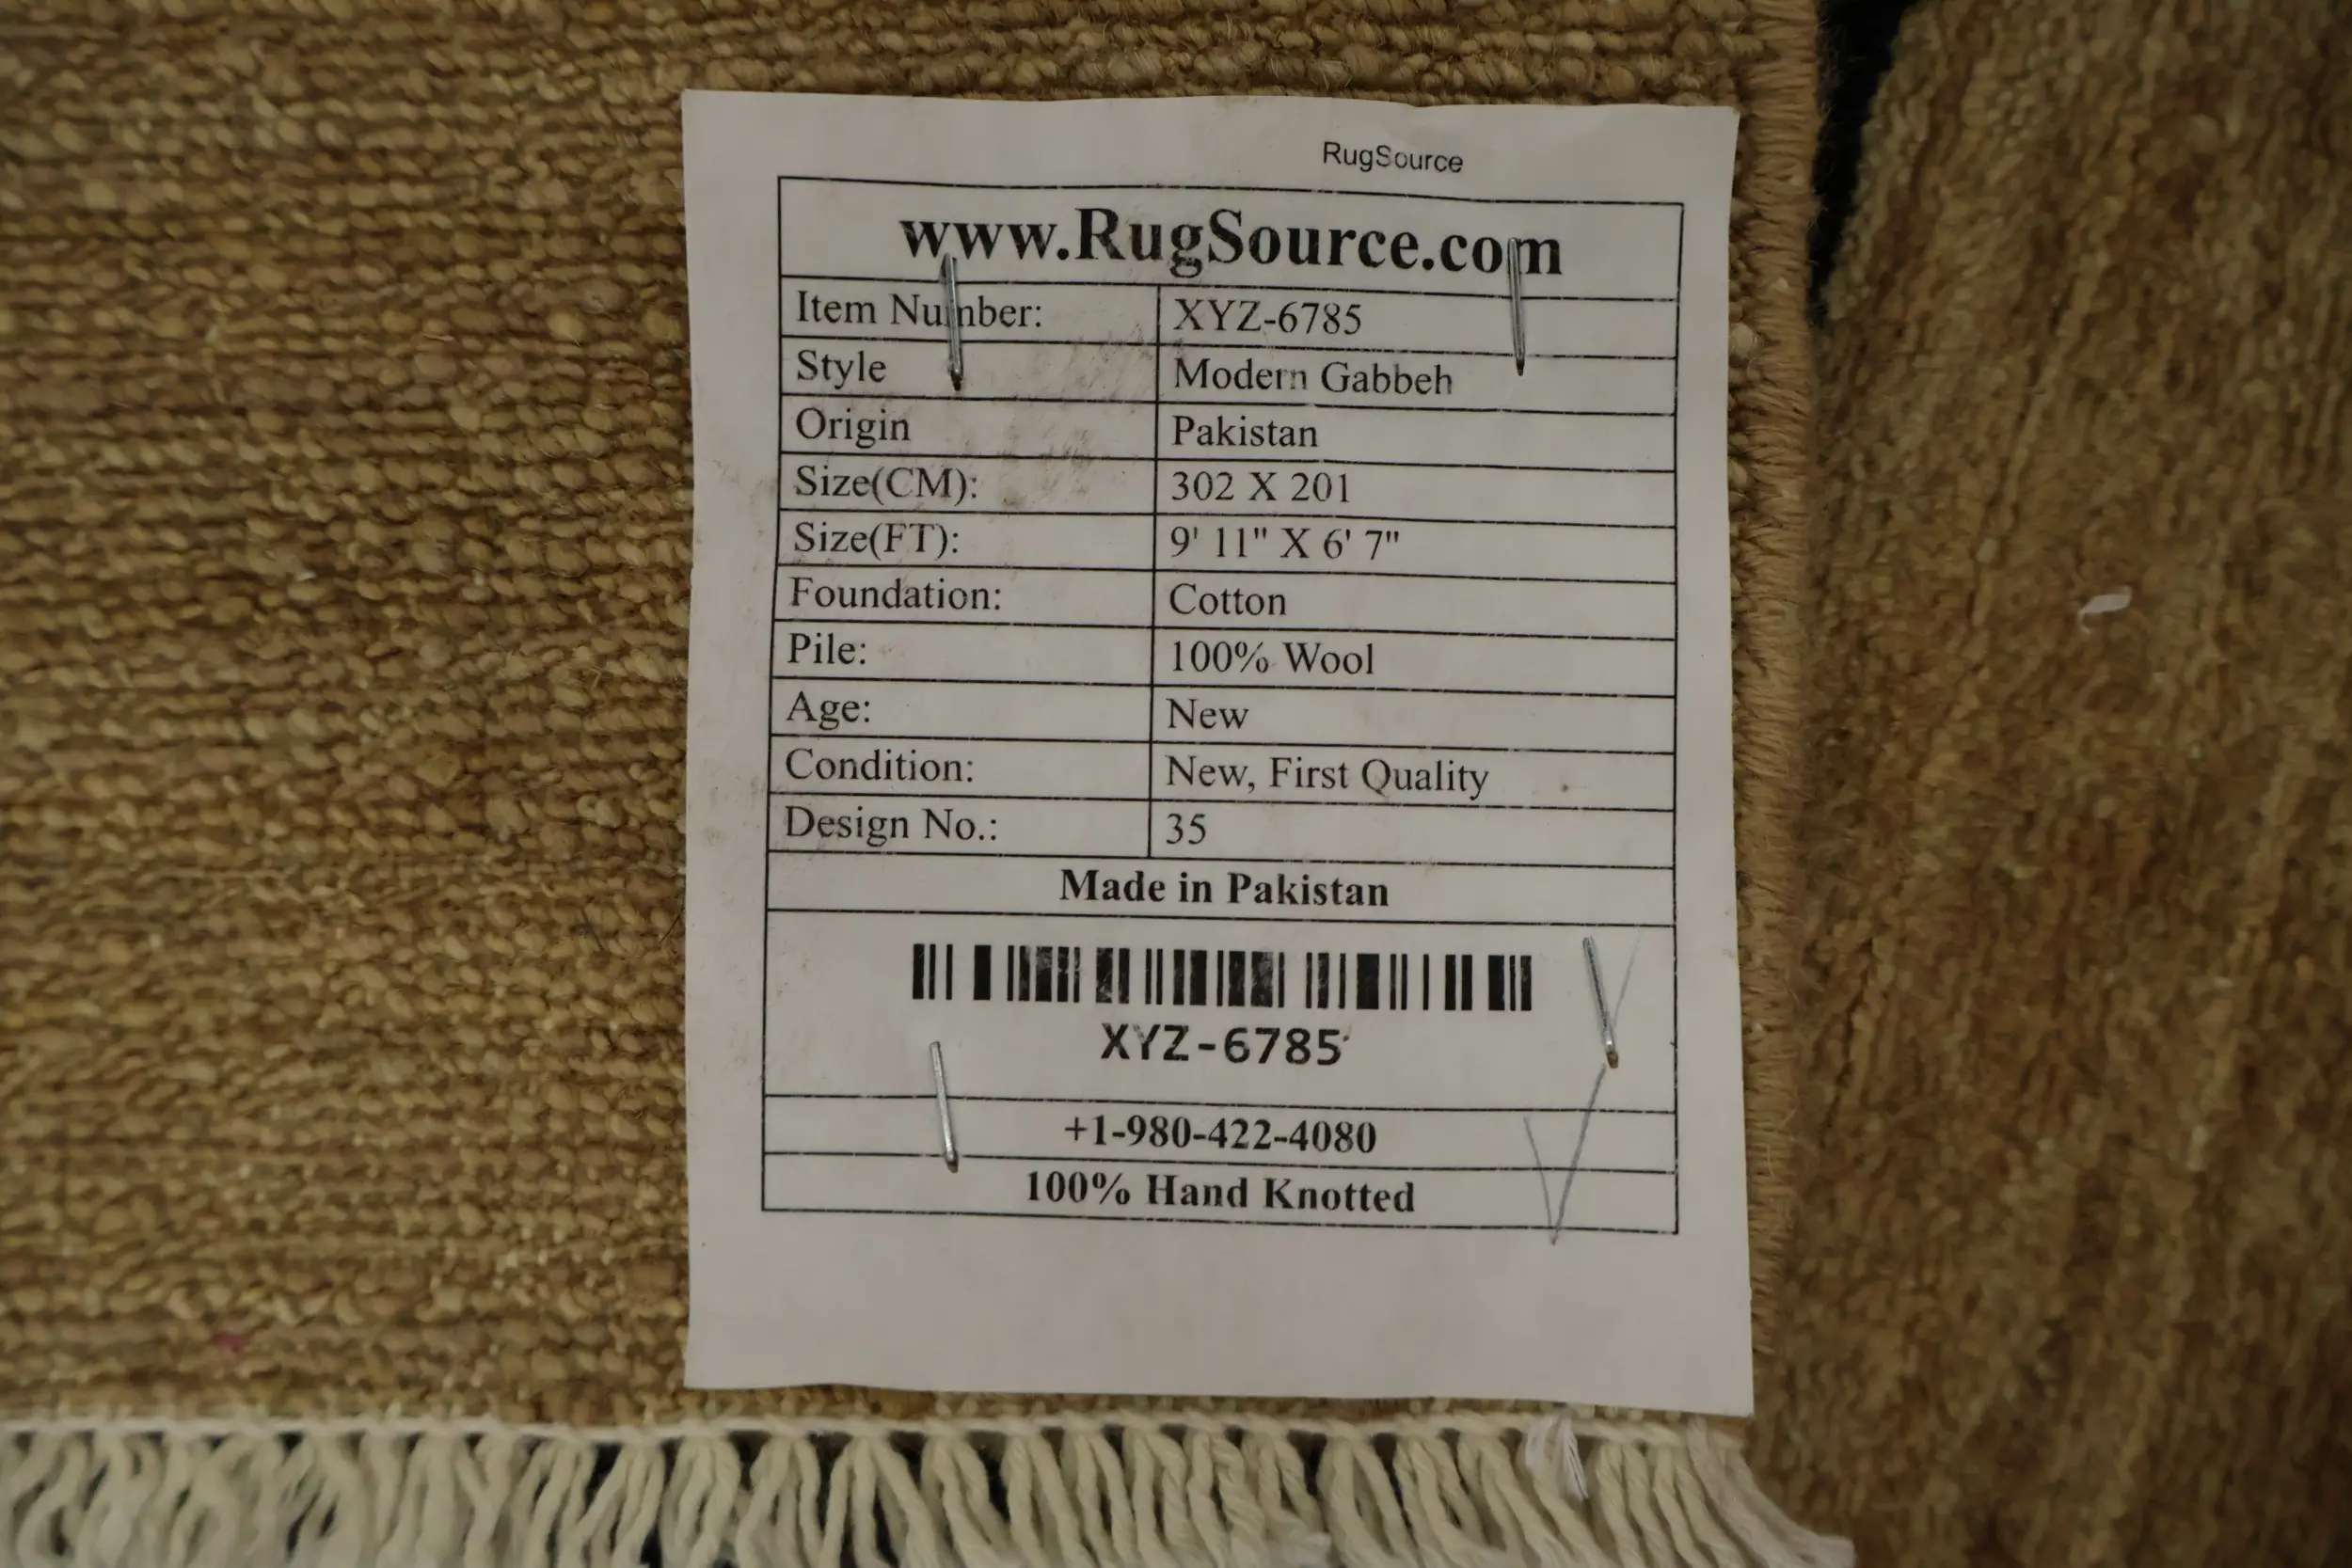 RugSource
www.RugSource.com
Item Number: XYZ-6785
Style Modern Gabbeh
Origin Pakistan
Size(CM): 302 X 201
Size(FT): 9' 11" X 6' 7"
Foundation: Cotton
Pile: 100% Wool
Age: New
Condition: New, First Quality
Design No.: 35
Made in Pakistan
XYZ-6785
+1-980-422-4080
100% Hand Knotted